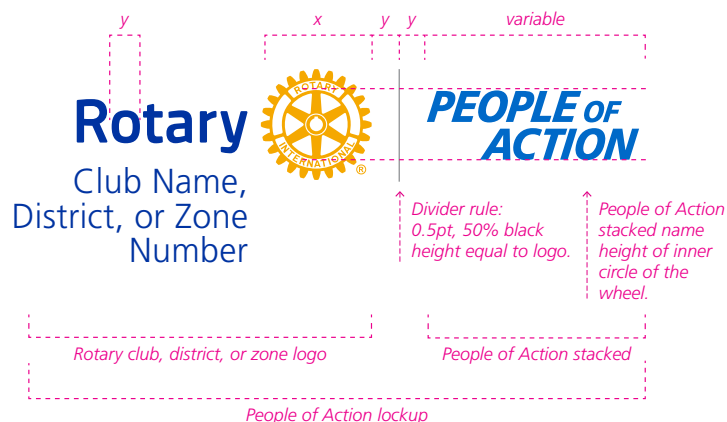 y
x
y
y
variable
Rotary
ROTARY
INTERNATIONAL
®
PEOPLE OF
ACTION
Club Name,
District, or Zone
Number
Divider rule:
0.5pt, 50% black
height equal to logo.
People of Action
stacked name
height of inner
circle of the
wheel.
Rotary club, district, or zone logo
People of Action stacked
People of Action lockup